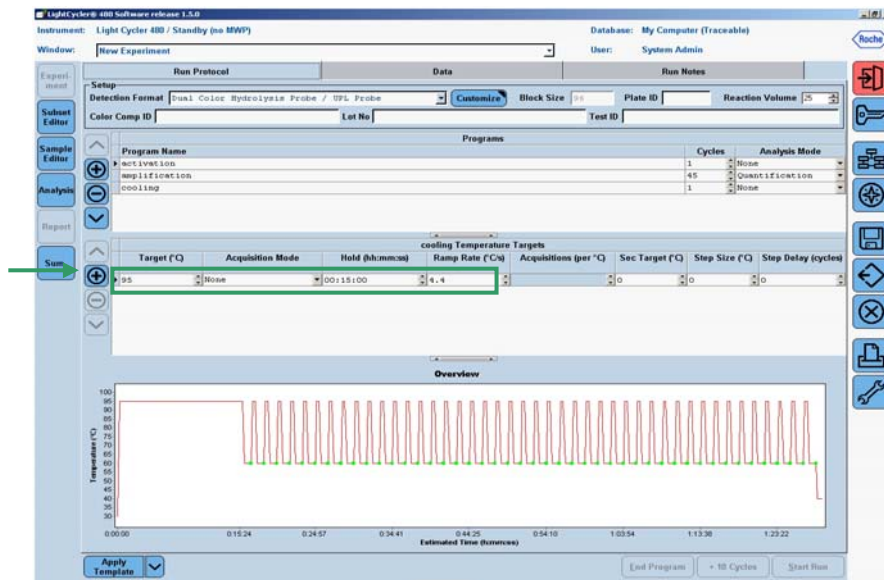 LightCycler® 480 Software release 1.5.0
Instrument: Light Cycler 480 / Standby (no MWP) Database: My Computer (Traceable)
Window: New Experiment User: System Admin
Roche
Experi-
ment
Subset
Editor
Sample
Editor
Analysis
Report
Sum.
Run Protocol Data Run Notes
Setup
Detection Format Dual Color Hydrolysis Probe / UPL Probe Customize Block Size 96 Plate ID Reaction Volume 25
Color Comp ID Lot No Test ID
Programs
Program Name Cycles Analysis Mode
activation 1 None
amplification 45 Quantification
cooling 1 None
cooling Temperature Targets
Target (°C) Acquisition Mode Hold (hh:mm:ss) Ramp Rate (°C/s) Acquisitions (per °C) Sec Target (°C) Step Size (°C) Step Delay (cycles)
95 None 00:15:00 4.4 0 0 0
Overview
Temperature (°C)
100
95
90
85
80
75
70
65
60
55
50
45
40
35
30
0:00:00 0:15:24 0:24:57 0:34:41 0:44:25 0:54:10 1:03:54 1:13:38 1:23:22
Estimated Time (h:mm:ss)
Apply
Template
End Program + 10 Cycles Start Run